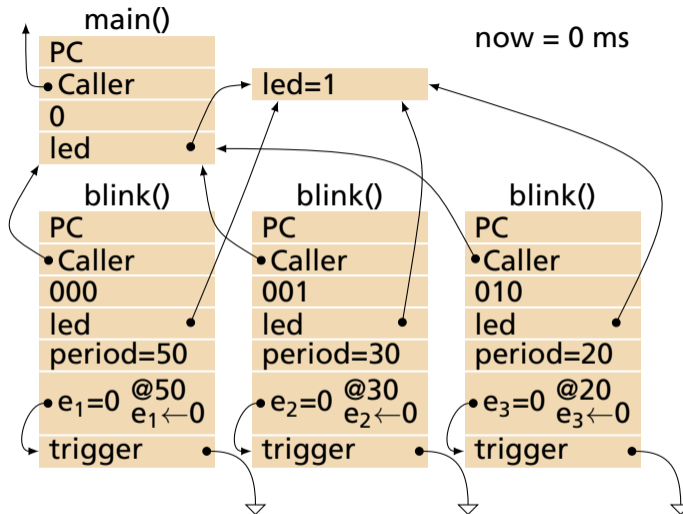 main()
PC
Caller
0
led
led=1
now = 0 ms
blink()
PC
Caller
000
led
period=50
e₁=0 @50
e₁←0
trigger
blink()
PC
Caller
001
led
period=30
e₂=0 @30
e₂←0
trigger
blink()
PC
Caller
010
led
period=20
e₃=0 @20
e₃←0
trigger